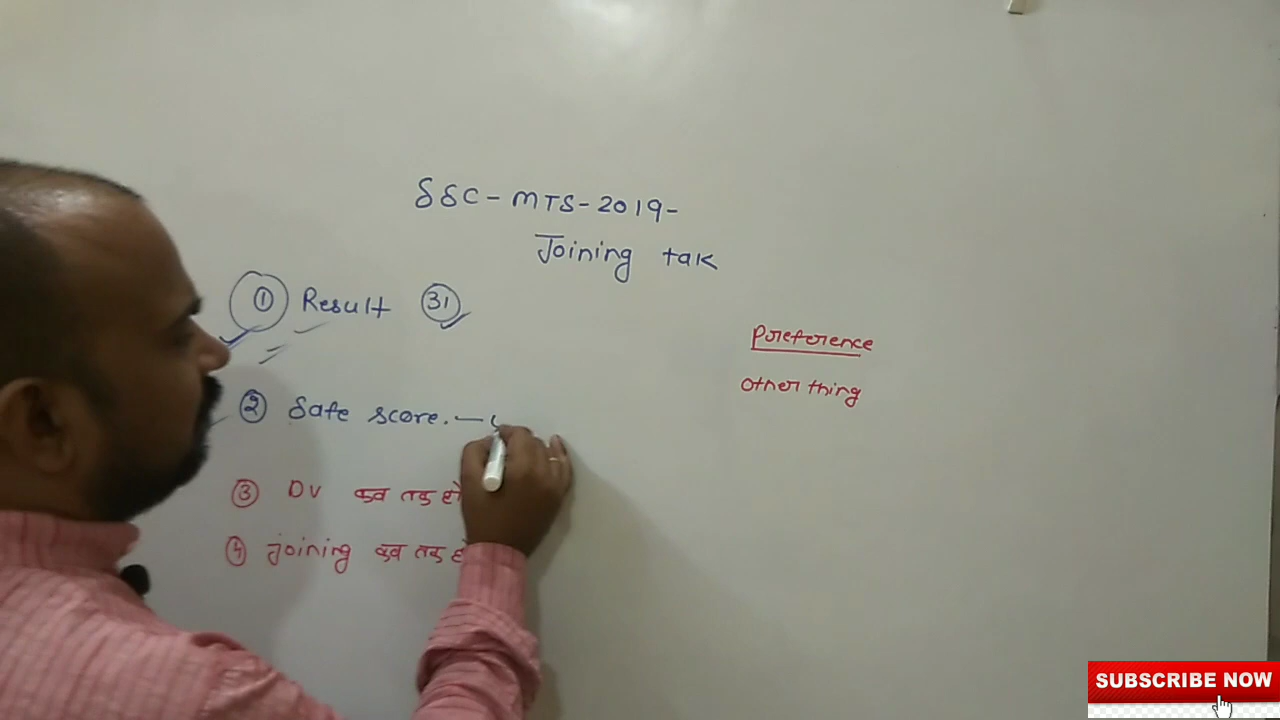 SSC-MTS-2019-
Joining tak
① Result 31
② Safe score. —
③ DV कब तक
④ Joining कब तक
Preference
Other thing
SUBSCRIBE NOW